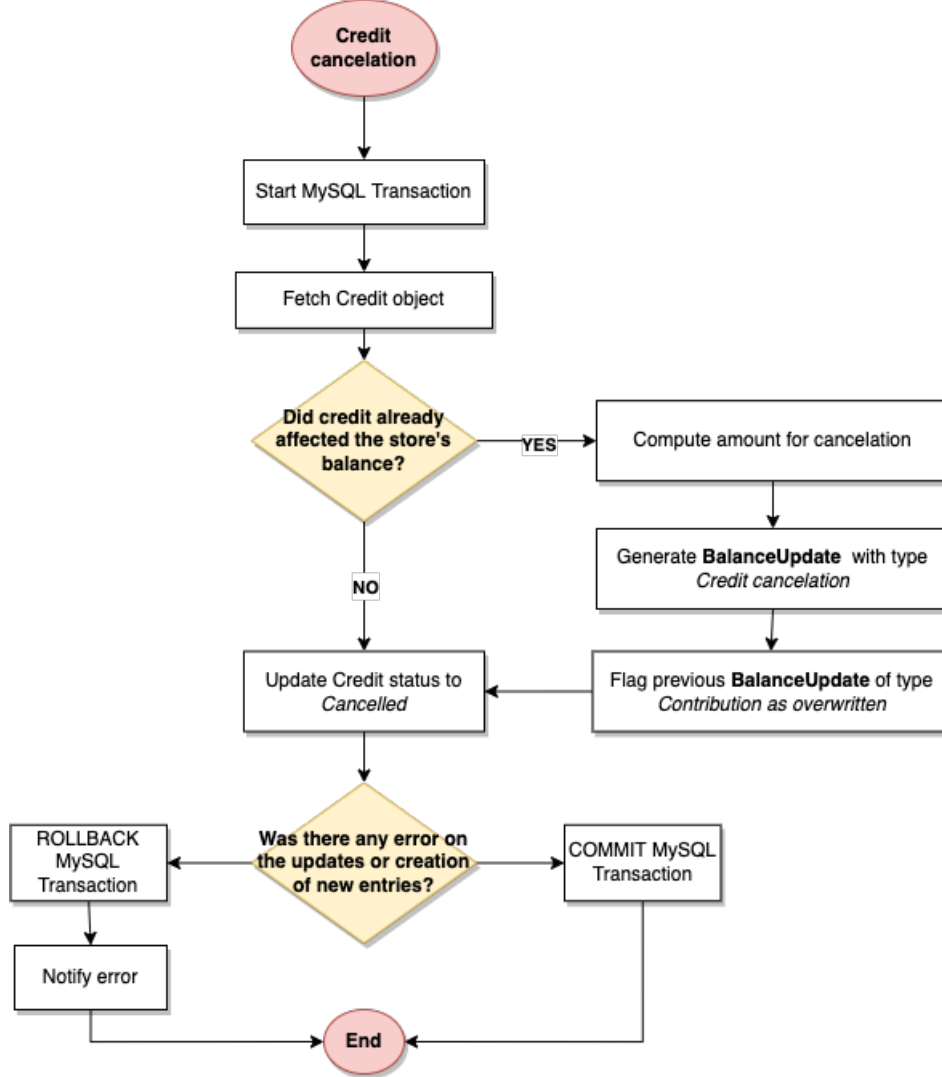 Credit
cancelation
Start MySQL Transaction
Fetch Credit object
Did credit already
affected the store's
balance?
YES
Compute amount for cancelation
Generate BalanceUpdate with type
Credit cancelation
NO
Update Credit status to
Cancelled
Flag previous BalanceUpdate of type
Contribution as overwritten
Was there any error on
the updates or creation
of new entries?
ROLLBACK
MySQL
Transaction
COMMIT MySQL
Transaction
Notify error
End